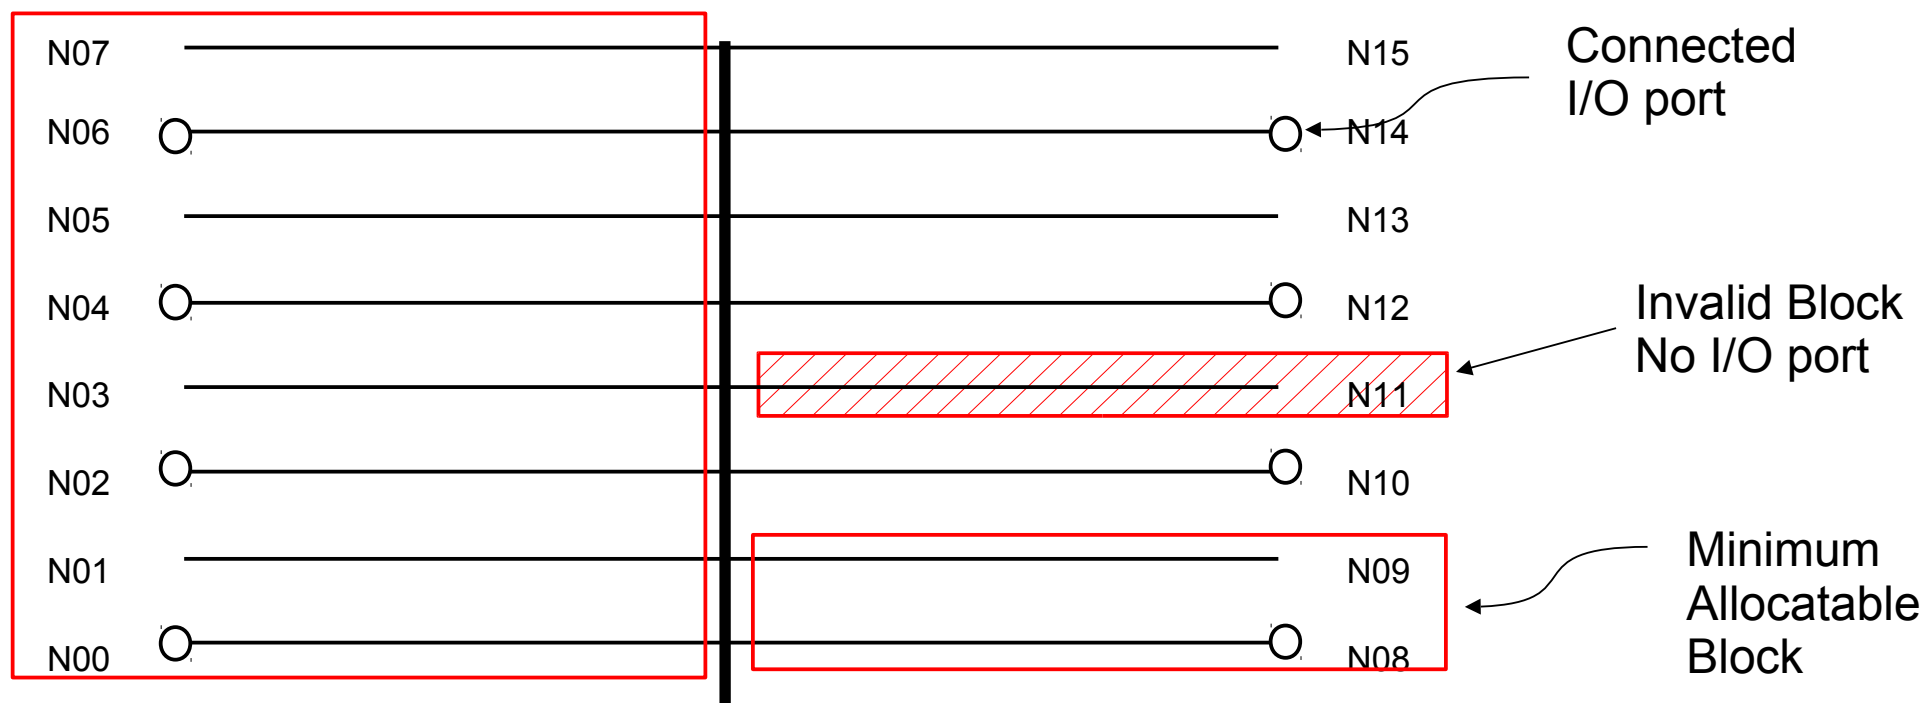 N07
N15
Connected
I/O port
N06
N14
N05
N13
N04
N12
Invalid Block
No I/O port
N03
N11
N02
N10
N01
N09
Minimum
Allocatable
Block
N00
N08